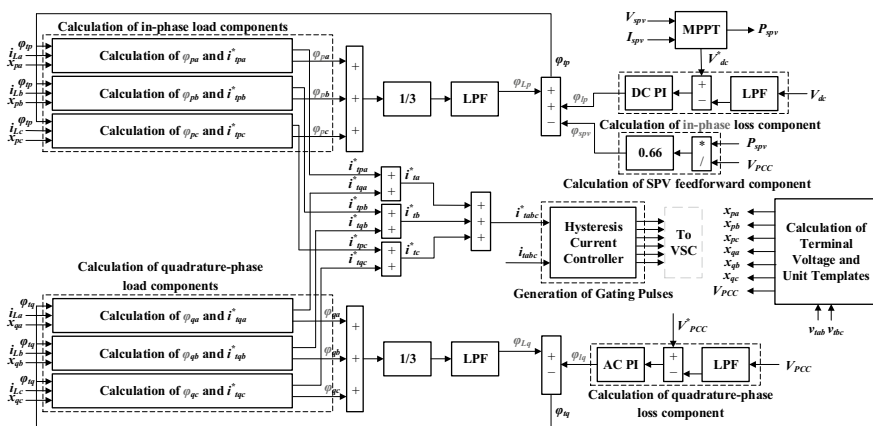 Calculation of in-phase load components
φtp
iLa
xpa
Calculation of φpa and i*tpa
φpa
φtp
iLb
xpb
Calculation of φpb and i*tpb
φpb
φtp
iLc
xpc
Calculation of φpc and i*tpc
φpc
+
+
+
1/3
LPF
φLp
φtp
+
+
−
φlp
φspv
Vspv
Ispv
MPPT
Pspv
V*dc
DC PI
+
−
LPF
Vdc
Calculation of in-phase loss component
0.66
*
/
Pspv
VPCC
Calculation of SPV feedforward component
i*tpa
i*tqa
+
+
i*ta
i*tpb
i*tqb
+
+
i*tb
i*tpc
i*tqc
+
+
i*tc
+
+
+
i*tabc
itabc
Hysteresis
Current
Controller
To
VSC
Generation of Gating Pulses
xpa
xpb
xpc
xqa
xqb
xqc
VPCC
Calculation of
Terminal
Voltage and
Unit Templates
vtab vtbc
Calculation of quadrature-phase
load components
φtq
iLa
xqa
Calculation of φqa and i*tqa
φqa
φtq
iLb
xqb
Calculation of φqb and i*tqb
φqb
φtq
iLc
xqc
Calculation of φqc and i*tqc
φqc
+
+
+
1/3
LPF
φLq
+
−
φtq
φlq
AC PI
V*PCC
+
−
LPF
VPCC
Calculation of quadrature-phase
loss component